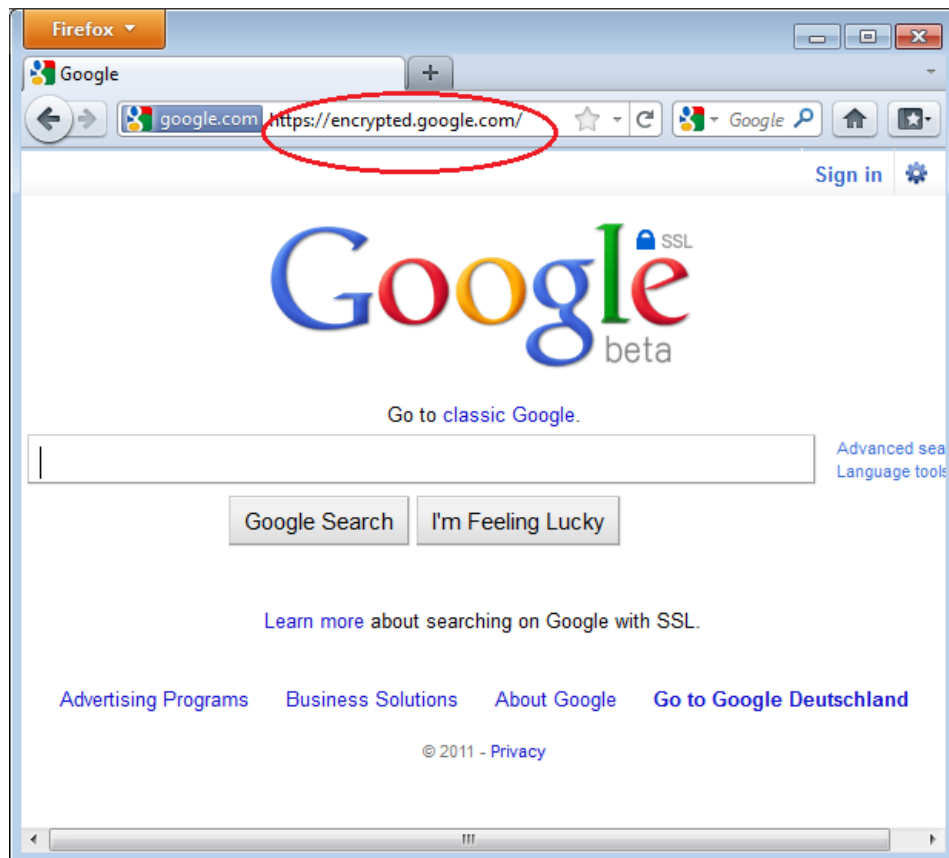 Firefox
Google
google.com https://encrypted.google.com/ Google
Sign in
Google SSL
beta
Go to classic Google.
Advanced sea
Language tools
Google Search I'm Feeling Lucky
Learn more about searching on Google with SSL.
Advertising Programs Business Solutions About Google Go to Google Deutschland
© 2011 - Privacy